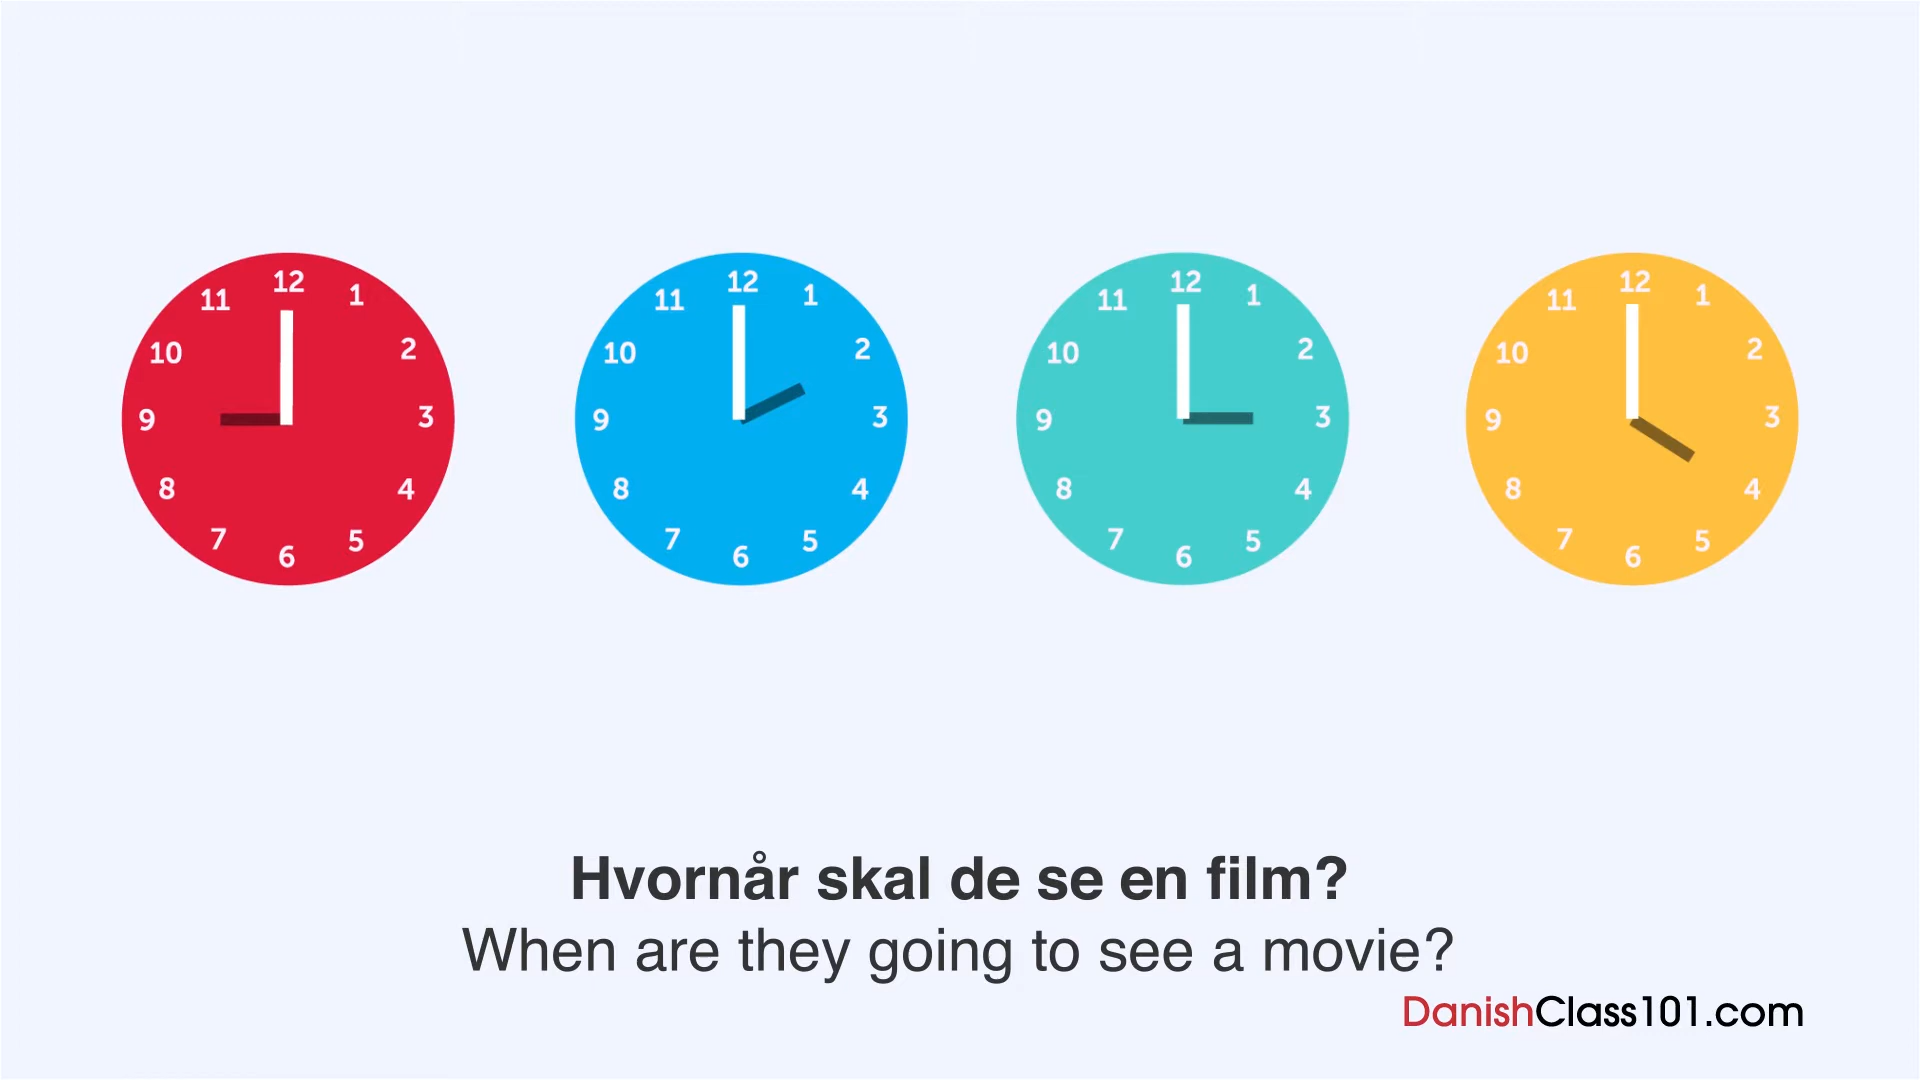 12 12 12 12
11 1 11 1 11 1 11 1
10 2 10 2 10 2 10 2
9 3 9 3 9 3 9 3
8 4 8 4 8 4 8 4
7 5 7 5 7 5 7 5
6 6 6 6
Hvornår skal de se en film?
When are they going to see a movie?
DanishClass101.com